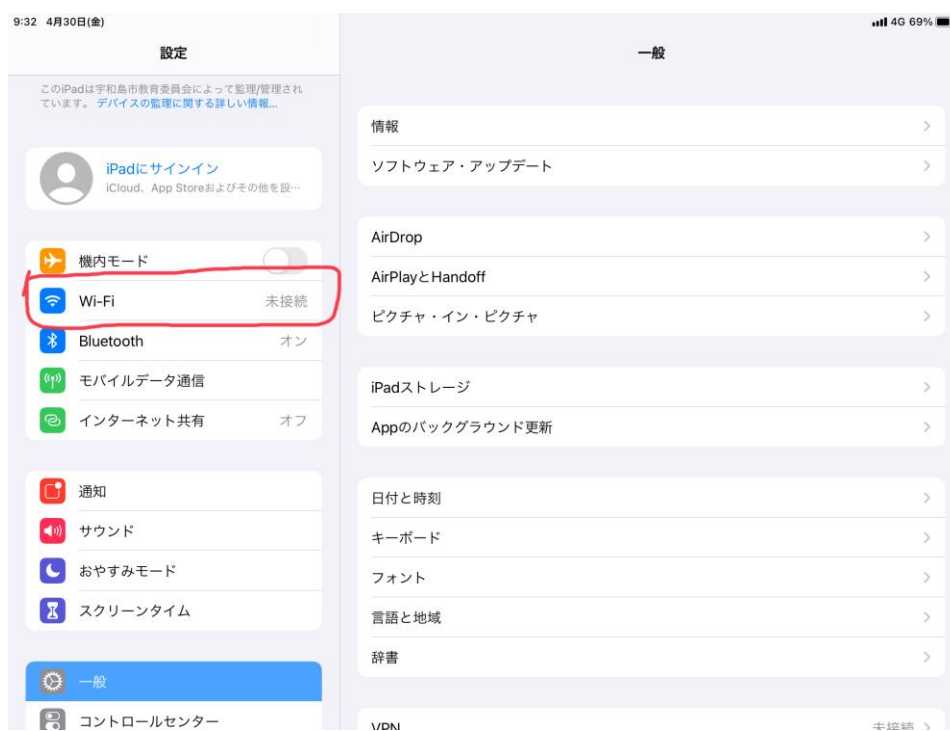 9:32 4月30日(金)
4G 69%
設定
このiPadは宇和島市教育委員会によって監理/管理され
ています。デバイスの監理に関する詳しい情報...
iPadにサインイン
iCloud、App Storeおよびその他を設…
機内モード
Wi-Fi 未接続
Bluetooth オン
モバイルデータ通信
インターネット共有 オフ
通知
サウンド
おやすみモード
スクリーンタイム
一般
コントロールセンター
一般
情報
ソフトウェア・アップデート
AirDrop
AirPlayとHandoff
ピクチャ・イン・ピクチャ
iPadストレージ
Appのバックグラウンド更新
日付と時刻
キーボード
フォント
言語と地域
辞書
VPN 未接続